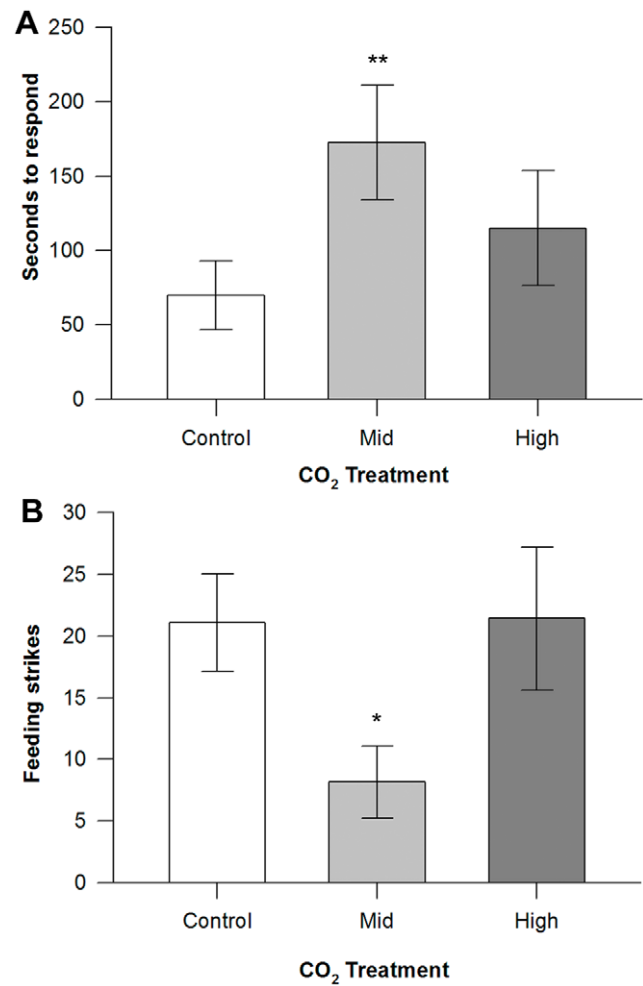 A
Seconds to respond
250
200
150
100
50
0
**
Control Mid High
CO₂ Treatment
B
Feeding strikes
30
25
20
15
10
5
0
*
Control Mid High
CO₂ Treatment